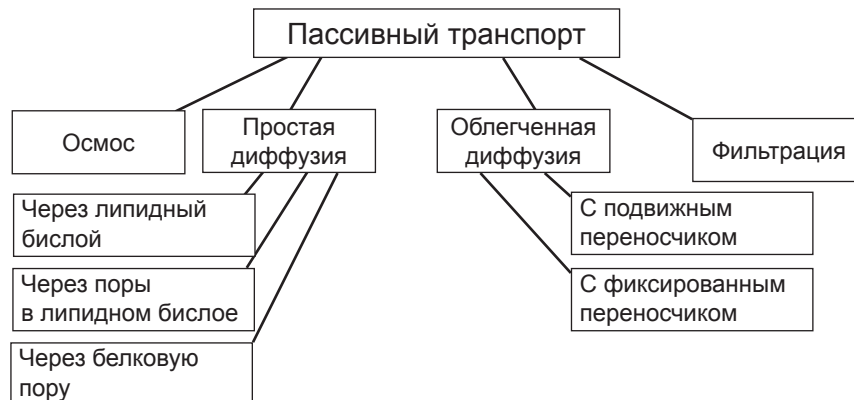 Пассивный транспорт
Осмос
Простая
диффузия
Облегченная
диффузия
Фильтрация
Через липидный
бислой
Через поры
в липидном бислое
Через белковую
пору
С подвижным
переносчиком
С фиксированным
переносчиком